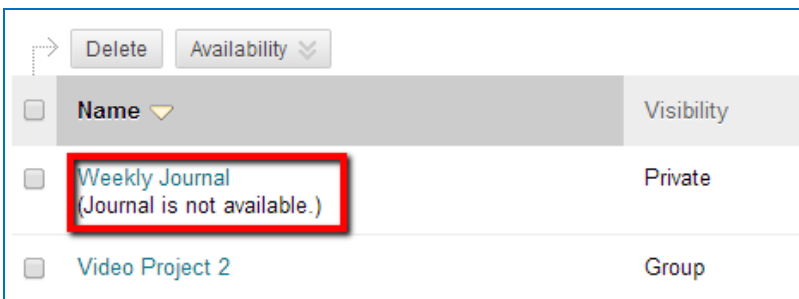 Delete Availability
Name Visibility
Weekly Journal Private
(Journal is not available.)
Video Project 2 Group